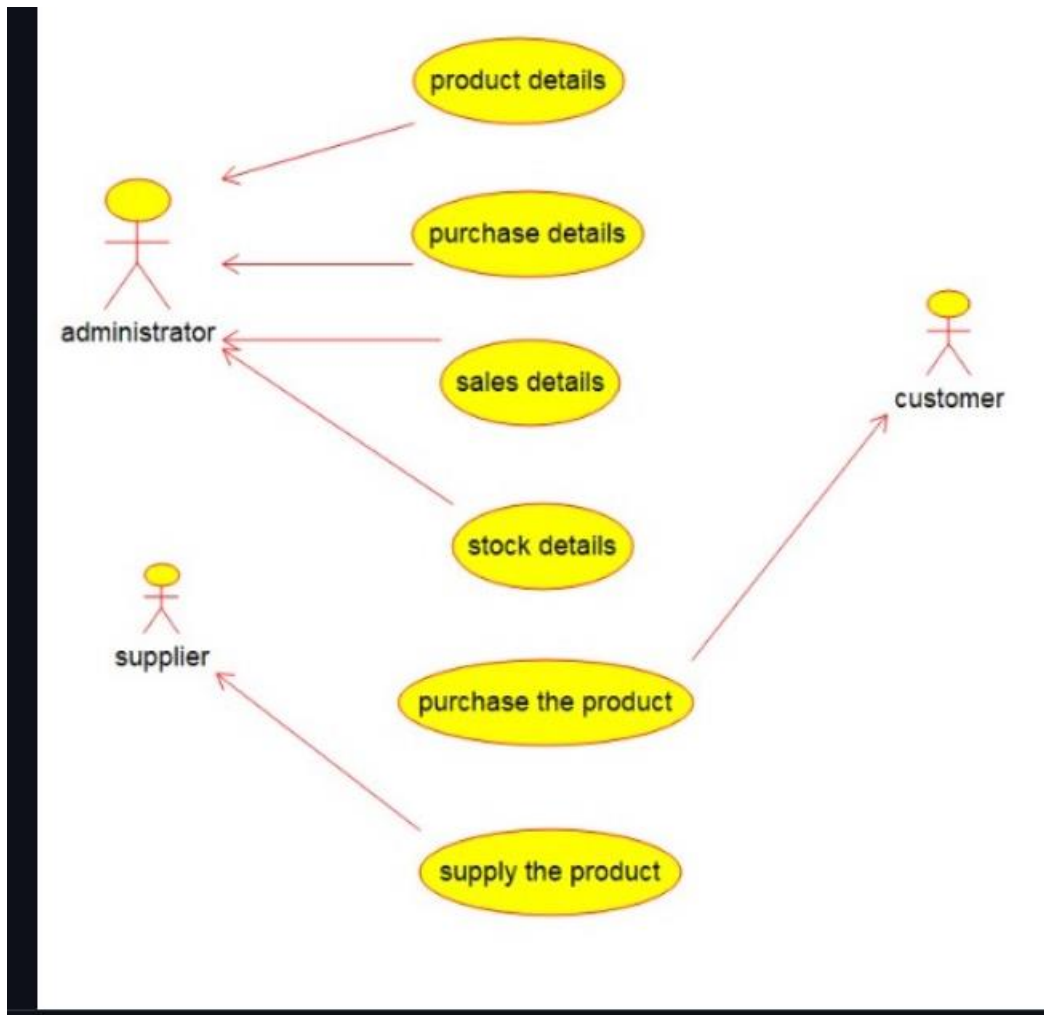 product details
purchase details
administrator
sales details
customer
stock details
supplier
purchase the product
supply the product